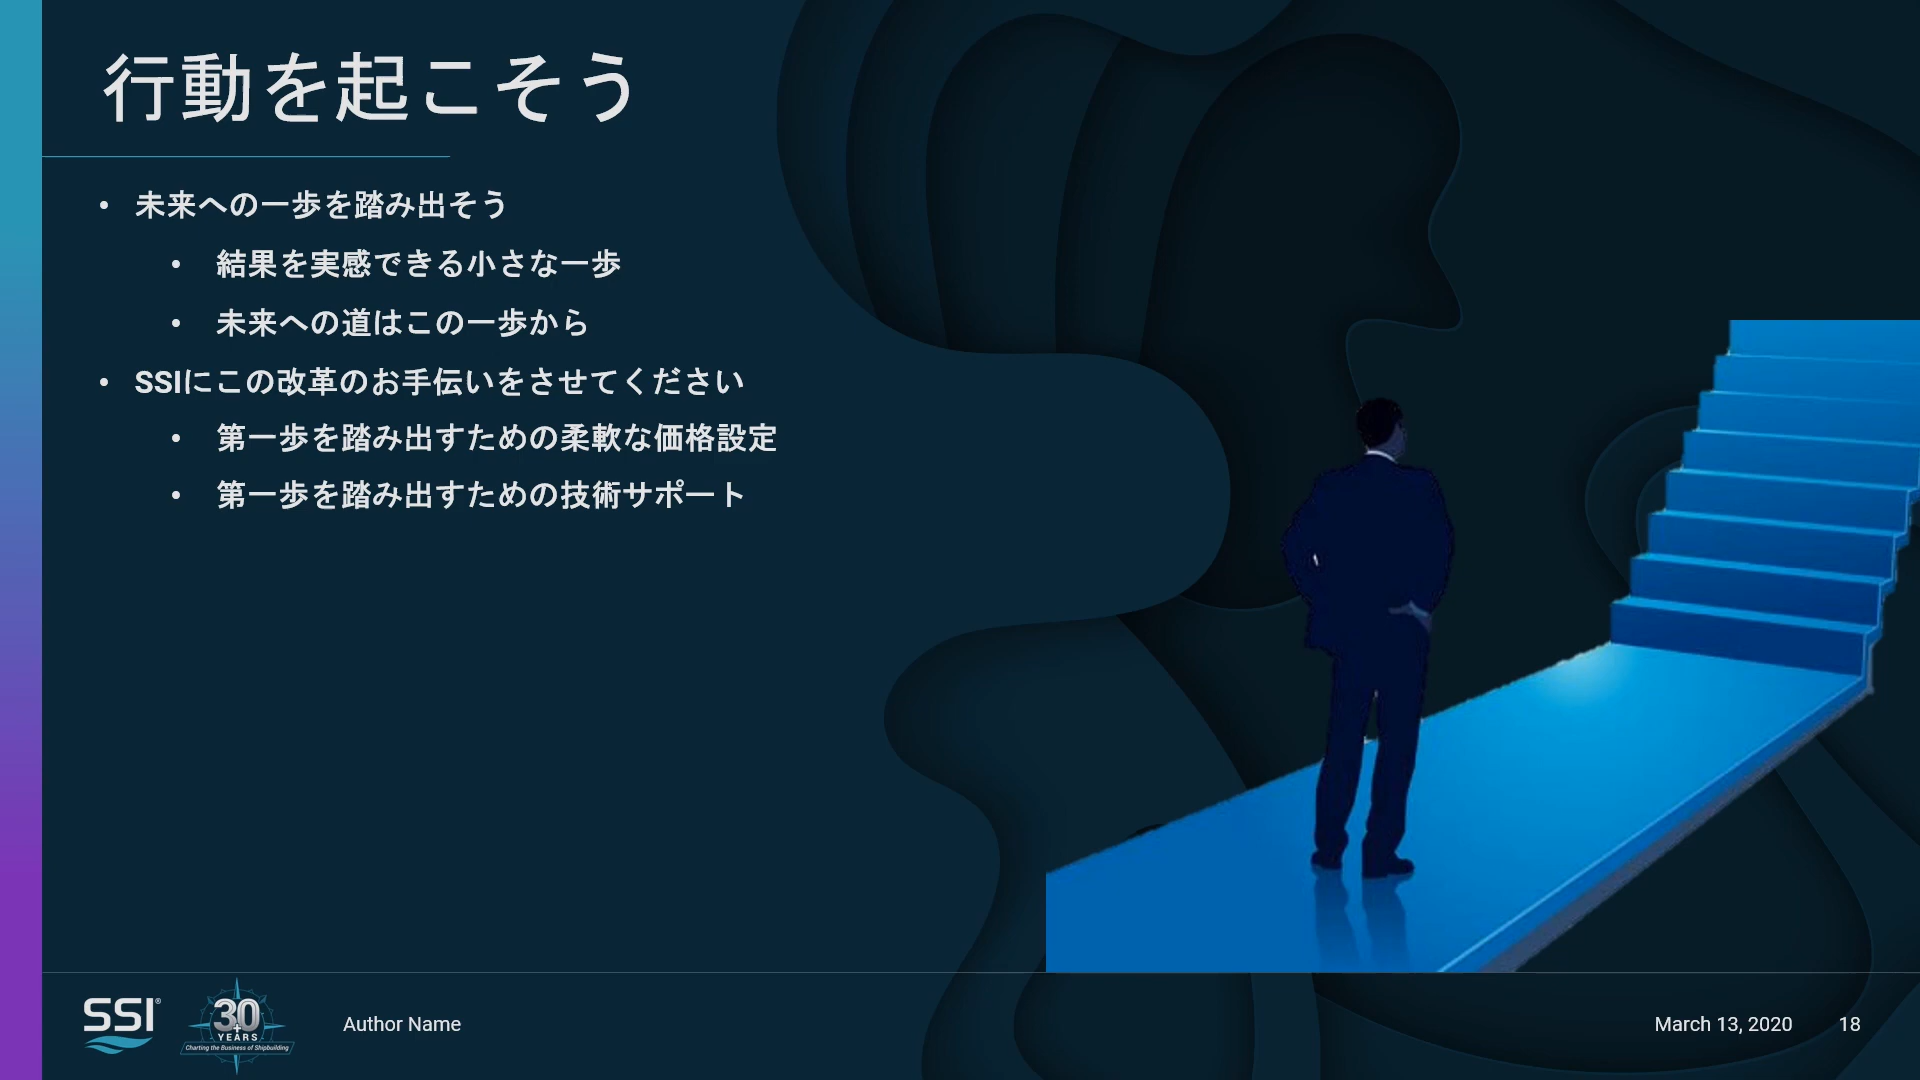 行動を起こそう
• 未来への一歩を踏み出そう
• 結果を実感できる小さな一歩
• 未来への道はこの一歩から
• SSIにこの改革のお手伝いをさせてください
• 第一歩を踏み出すための柔軟な価格設定
• 第一歩を踏み出すための技術サポート
SSI®
30+
YEARS
Charting the Business of Shipbuilding
Author Name
March 13, 2020
18